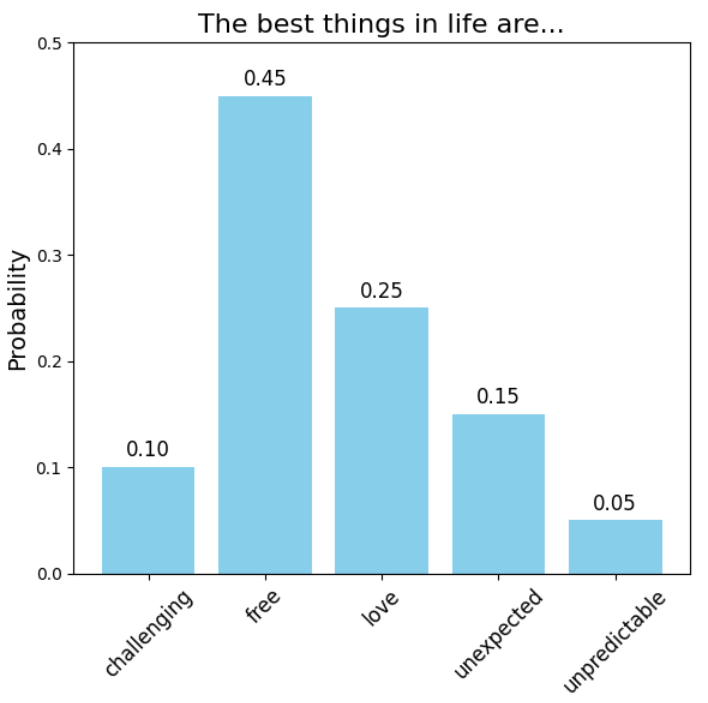 The best things in life are...
0.5
0.4
0.3
0.2
0.1
0.0
Probability
0.10
0.45
0.25
0.15
0.05
challenging
free
love
unexpected
unpredictable